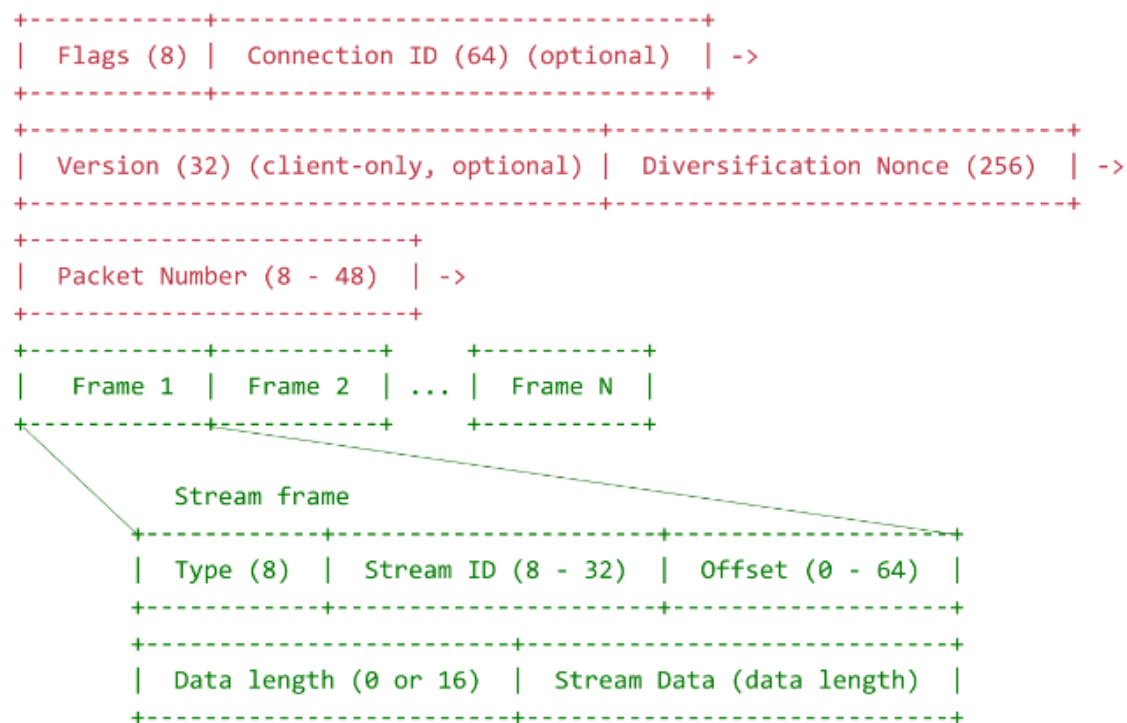 | Flags (8) | Connection ID (64) (optional) | ->
| Version (32) (client-only, optional) | Diversification Nonce (256) | ->
| Packet Number (8 - 48) | ->
| Frame 1 | Frame 2 | ... | Frame N |
Stream frame
| Type (8) | Stream ID (8 - 32) | Offset (0 - 64) |
| Data length (0 or 16) | Stream Data (data length) |